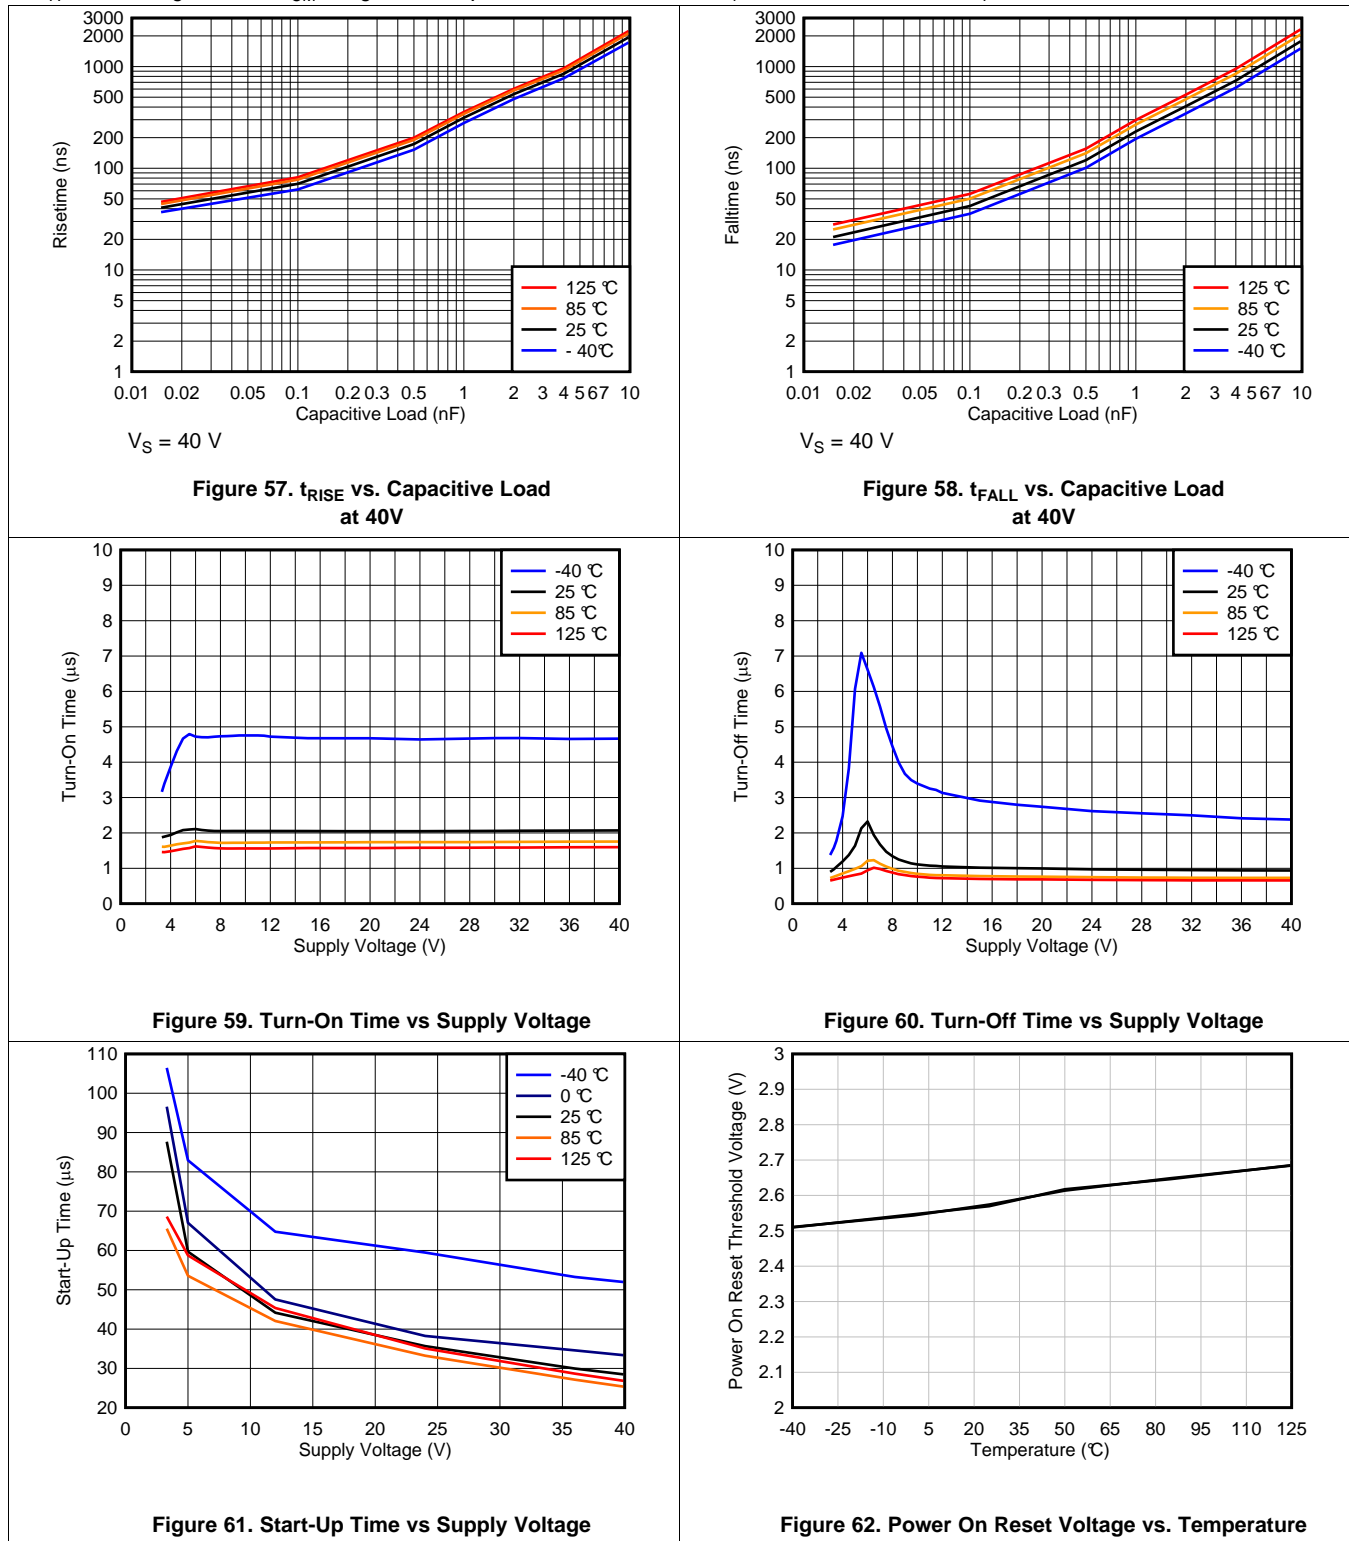 3000
2000
1000
500
200
100
50
20
10
5
2
1
Risetime (ns)
125 °C
85 °C
25 °C
- 40°C
0.01 0.02 0.05 0.1 0.2 0.3 0.5 1 2 3 4 5 6 7 10
Capacitive Load (nF)
V_S = 40 V
Figure 57. t_RISE vs. Capacitive Load
at 40V
3000
2000
1000
500
200
100
50
20
10
5
2
1
Falltime (ns)
125 °C
85 °C
25 °C
-40 °C
0.01 0.02 0.05 0.1 0.2 0.3 0.5 1 2 3 4 5 6 7 10
Capacitive Load (nF)
V_S = 40 V
Figure 58. t_FALL vs. Capacitive Load
at 40V
10
9
8
7
6
5
4
3
2
1
0
Turn-On Time (µs)
-40 °C
25 °C
85 °C
125 °C
0 4 8 12 16 20 24 28 32 36 40
Supply Voltage (V)
Figure 59. Turn-On Time vs Supply Voltage
10
9
8
7
6
5
4
3
2
1
0
Turn-Off Time (µs)
-40 °C
25 °C
85 °C
125 °C
0 4 8 12 16 20 24 28 32 36 40
Supply Voltage (V)
Figure 60. Turn-Off Time vs Supply Voltage
110
100
90
80
70
60
50
40
30
20
Start-Up Time (µs)
-40 °C
0 °C
25 °C
85 °C
125 °C
0 5 10 15 20 25 30 35 40
Supply Voltage (V)
Figure 61. Start-Up Time vs Supply Voltage
3
2.9
2.8
2.7
2.6
2.5
2.4
2.3
2.2
2.1
2
Power On Reset Threshold Voltage (V)
-40 -25 -10 5 20 35 50 65 80 95 110 125
Temperature (°C)
Figure 62. Power On Reset Voltage vs. Temperature